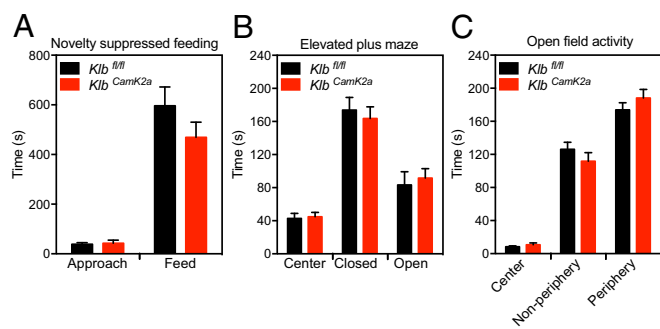 A
Novelty suppressed feeding
Klb fl/fl
Klb CamK2a
Time (s)
800
600
400
200
0
Approach
Feed
B
Elevated plus maze
Klb fl/fl
Klb CamK2a
Time (s)
240
200
160
120
80
40
0
Center
Closed
Open
C
Open field activity
Klb fl/fl
Klb CamK2a
Time (s)
240
200
160
120
80
40
0
Center
Non-periphery
Periphery